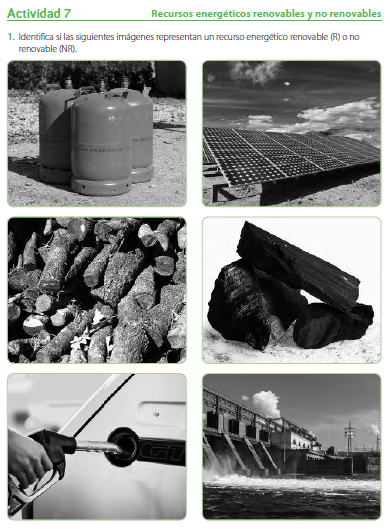 Actividad 7
Recursos energéticos renovables y no renovables
1. Identifica si las siguientes imágenes representan un recurso energético renovable (R) o no
renovable (NR).